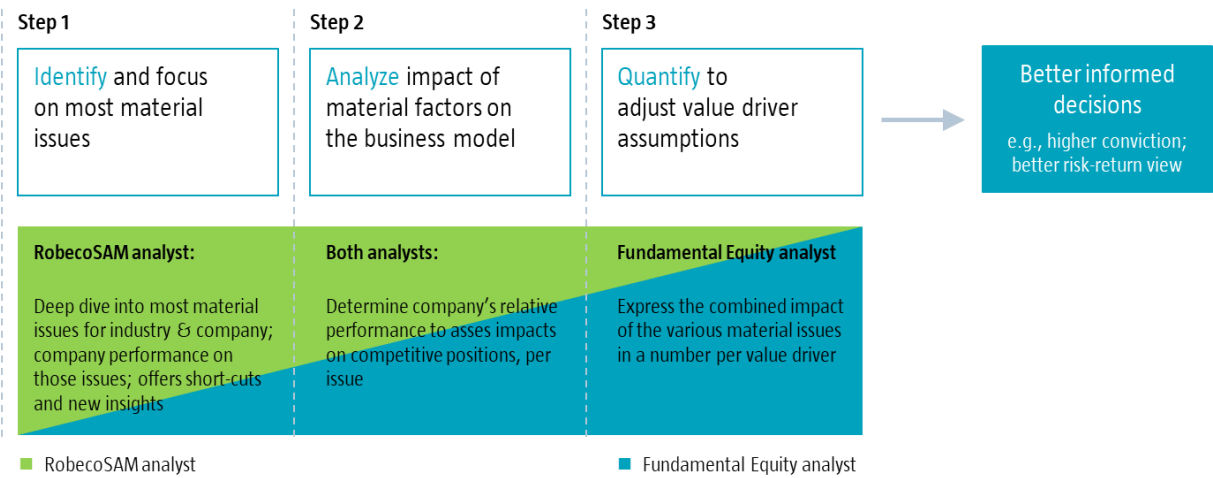 Step 1
Identify and focus
on most material
issues
Step 2
Analyze impact of
material factors on
the business model
Step 3
Quantify to
adjust value driver
assumptions
Better informed
decisions
e.g., higher conviction;
better risk-return view
RobecoSAM analyst:
Deep dive into most material
issues for industry & company;
company performance on
those issues; offers short-cuts
and new insights
Both analysts:
Determine company's relative
performance to asses impacts
on competitive positions, per
issue
Fundamental Equity analyst
Express the combined impact
of the various material issues
in a number per value driver
RobecoSAM analyst
Fundamental Equity analyst